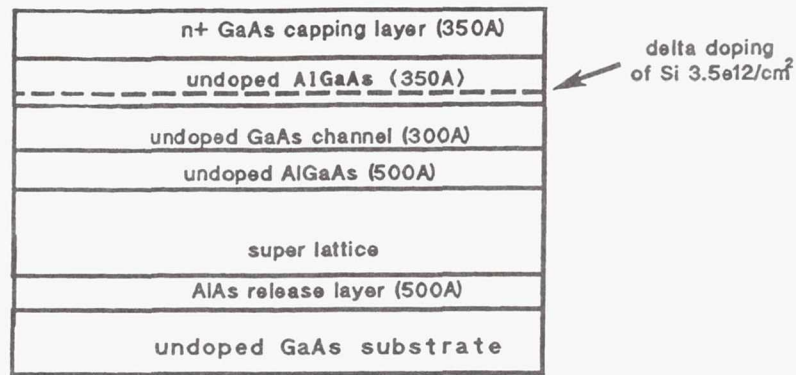 n+ GaAs capping layer (350A)
undoped AlGaAs (350A)
delta doping
of Si 3.5e12/cm²
undoped GaAs channel (300A)
undoped AlGaAs (500A)
super lattice
AlAs release layer (500A)
undoped GaAs substrate